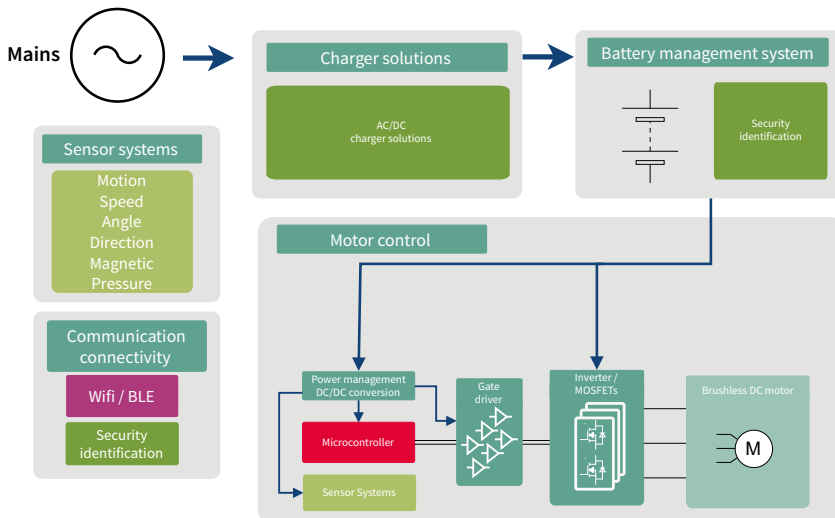 Mains
Charger solutions
AC/DC
charger solutions
Battery management system
Security
identification
Sensor systems
Motion
Speed
Angle
Direction
Magnetic
Pressure
Communication
connectivity
Wifi / BLE
Security
identification
Motor control
Power management
DC/DC conversion
Microcontroller
Sensor Systems
Gate
driver
Inverter /
MOSFETs
Brushless DC motor
M